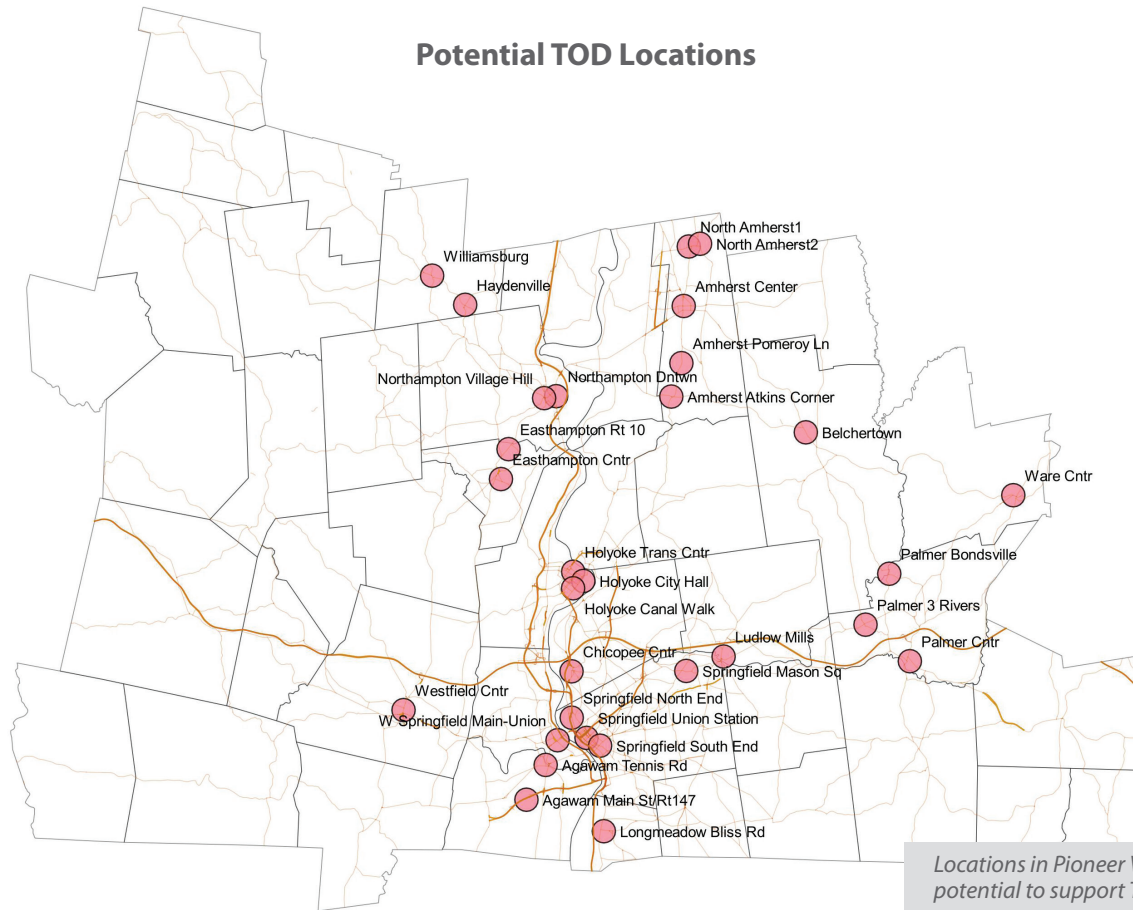 Potential TOD Locations
North Amherst1
North Amherst2
Williamsburg
Haydenville
Amherst Center
Amherst Pomeroy Ln
Northampton Village Hill
Northampton Dntwn
Amherst Atkins Corner
Easthampton Rt 10
Belchertown
Easthampton Cntr
Ware Cntr
Holyoke Trans Cntr
Palmer Bondsville
Holyoke City Hall
Holyoke Canal Walk
Palmer 3 Rivers
Ludlow Mills
Palmer Cntr
Chicopee Cntr
Springfield Mason Sq
Westfield Cntr
Springfield North End
W Springfield Main-Union
Springfield Union Station
Springfield South End
Agawam Tennis Rd
Agawam Main St/Rt147
Longmeadow Bliss Rd
Locations in Pioneer
potential to support